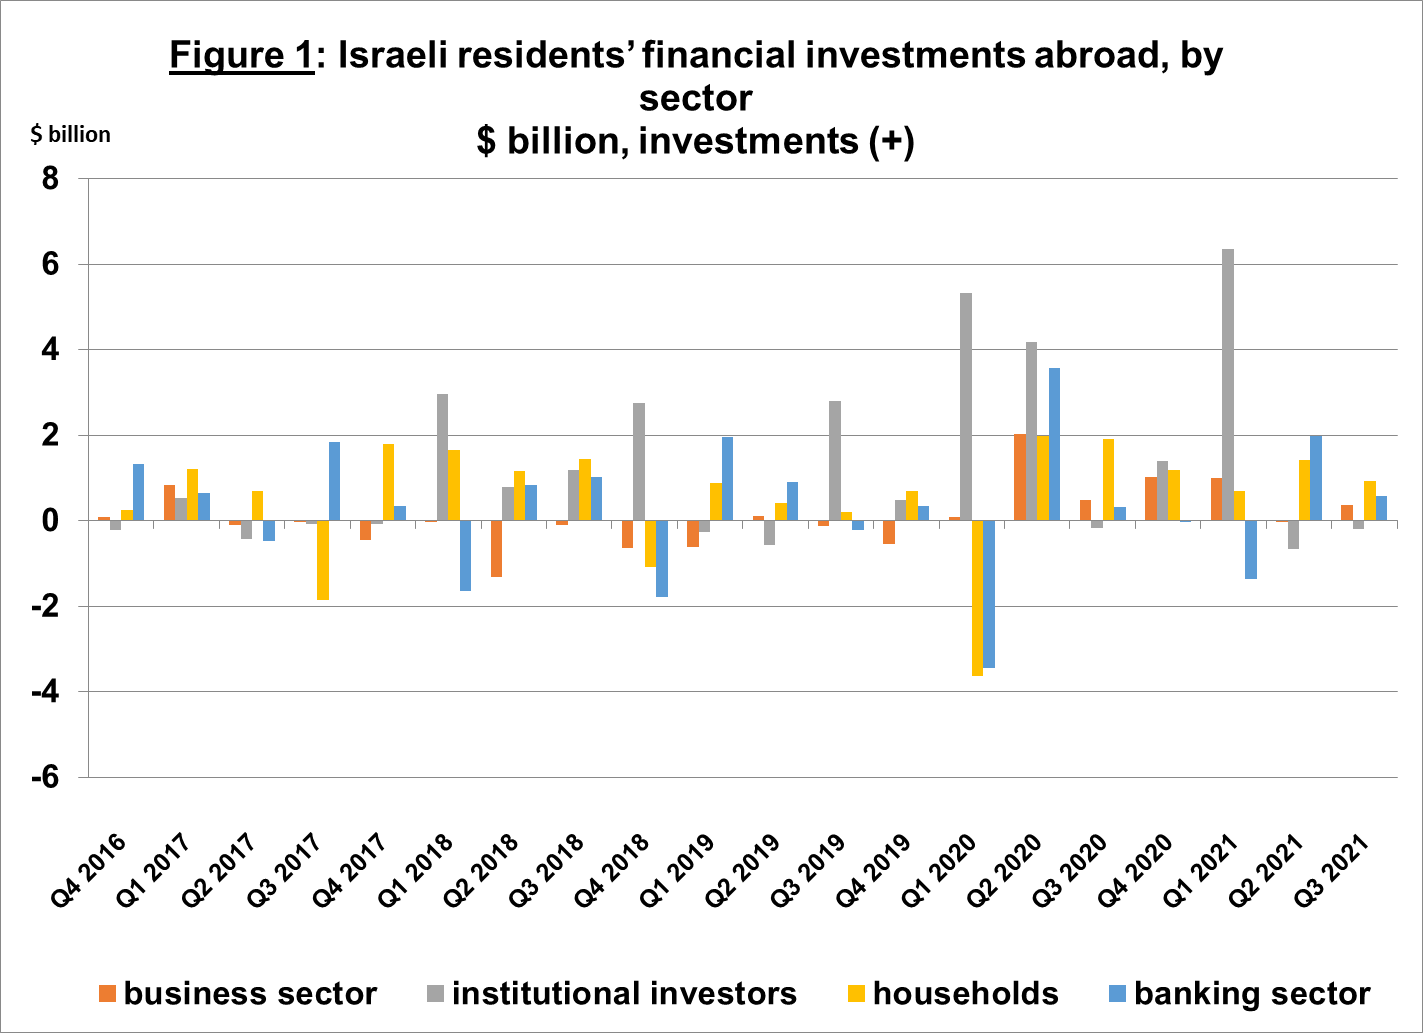 Figure 1: Israeli residents’ financial investments abroad, by
sector
$ billion, investments (+)
$ billion
8
6
4
2
0
-2
-4
-6
Q4 2016
Q1 2017
Q2 2017
Q3 2017
Q4 2017
Q1 2018
Q2 2018
Q3 2018
Q4 2018
Q1 2019
Q2 2019
Q3 2019
Q4 2019
Q1 2020
Q2 2020
Q3 2020
Q4 2020
Q1 2021
Q2 2021
Q3 2021
business sector
institutional investors
households
banking sector